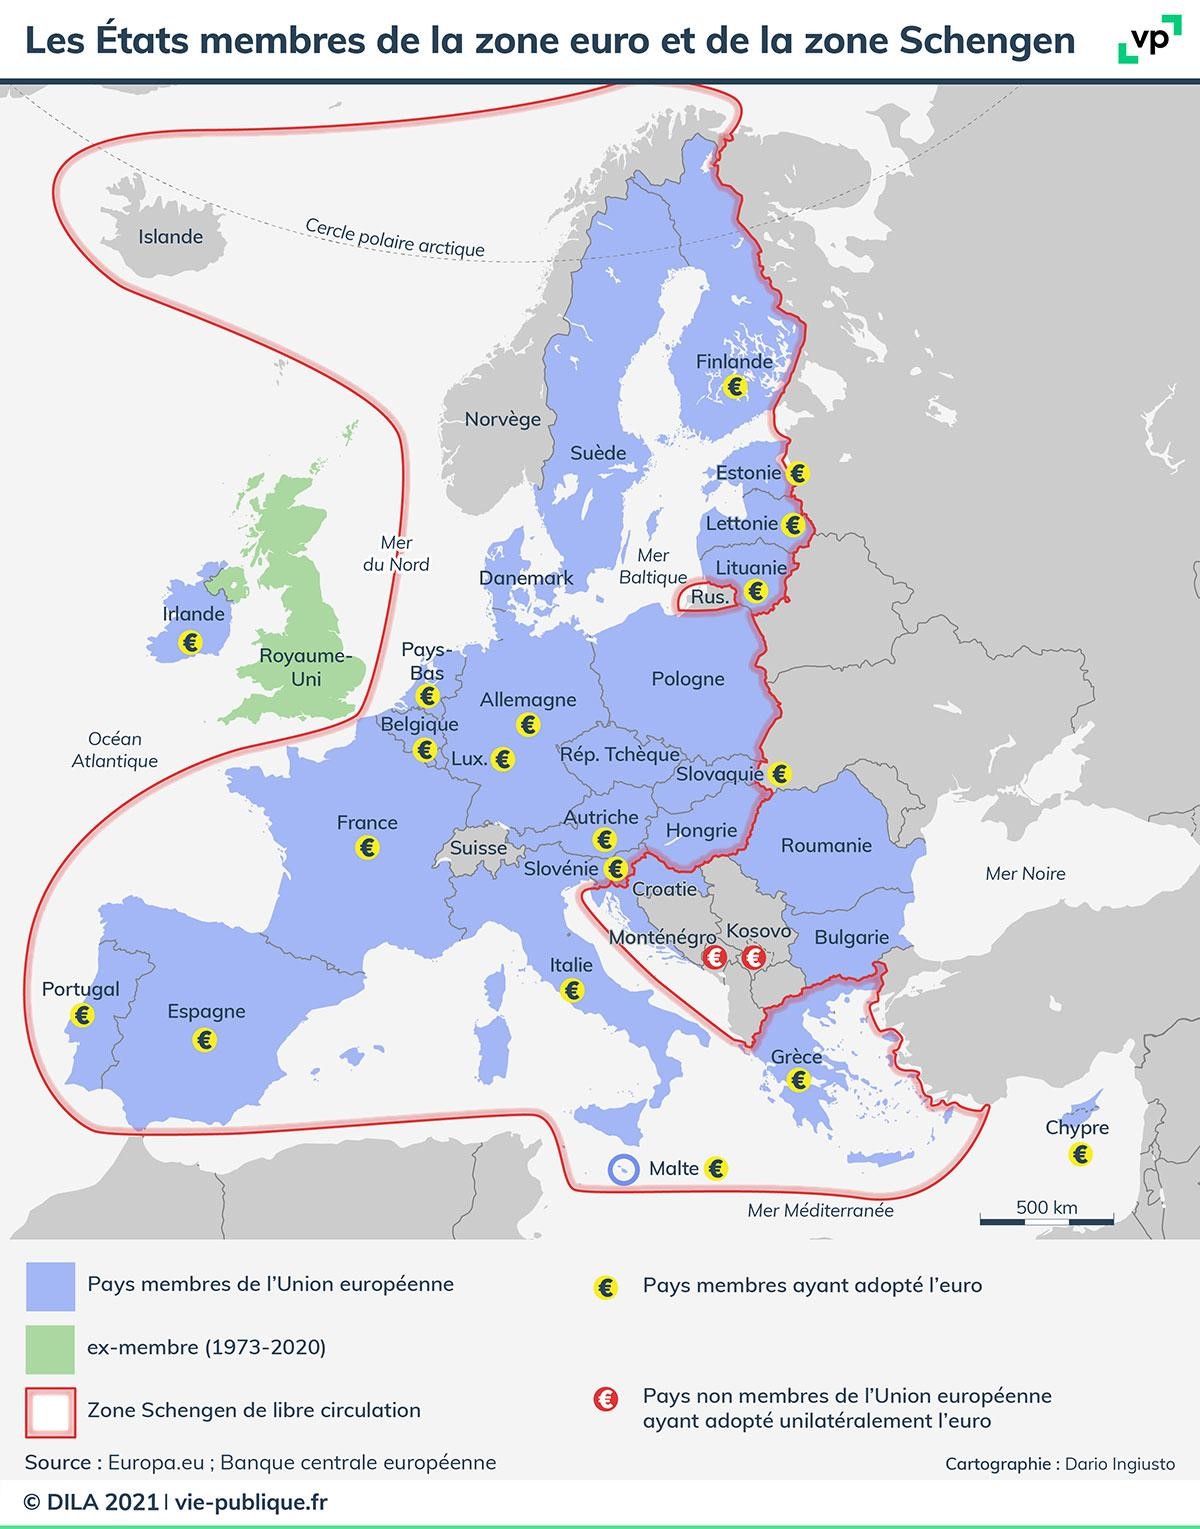 Les États membres de la zone euro et de la zone Schengen
vp
Islande
Cercle polaire arctique
Finlande
€
Norvège
Suède
Estonie €
Lettonie €
Mer
du Nord
Mer
Baltique
Lituanie
€
Danemark
Rus.
Irlande
€
Royaume-
Uni
Pays-
Bas
€
Pologne
Allemagne
€
Belgique
€
Océan
Atlantique
Lux. €
Rép. Tchèque
Slovaquie €
France
€
Autriche
€
Hongrie
Roumanie
Suisse
Slovénie €
Mer Noire
Croatie
Monténégro
€
Kosovo
€
Bulgarie
Italie
€
Portugal
€
Espagne
€
Grèce
€
Chypre
€
Malte €
Mer Méditerranée
500 km
Pays membres de l'Union européenne
€ Pays membres ayant adopté l'euro
ex-membre (1973-2020)
Zone Schengen de libre circulation
€ Pays non membres de l'Union européenne
ayant adopté unilatéralement l'euro
Source : Europa.eu ; Banque centrale européenne
Cartographie : Dario Ingiusto
© DILA 2021 | vie-publique.fr